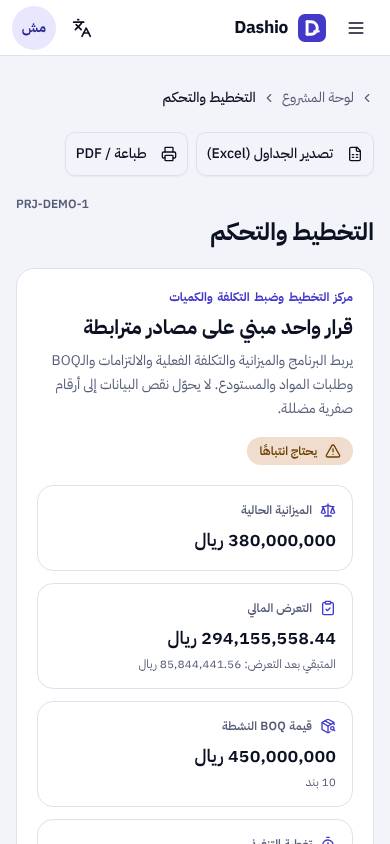 Dashio
مش
لوحة المشروع
التخطيط والتحكم
تصدير الجداول (Excel)
طباعة / PDF
PRJ-DEMO-1
التخطيط والتحكم
مركز التخطيط وضبط التكلفة والكميات
قرار واحد مبني على مصادر مترابطة
يربط البرنامج والميزانية والتكلفة الفعلية والالتزامات والـBOQ
وطلبات المواد والمستودع. لا يحوّل نقص البيانات إلى أرقام
صفرية مضللة.
يحتاج انتباهًا
الميزانية الحالية
380,000,000 ريال
التعرض المالي
294,155,558.44 ريال
المتبقي بعد التعرض: 85,844,441.56 ريال
قيمة BOQ النشطة
450,000,000 ريال
10 بند